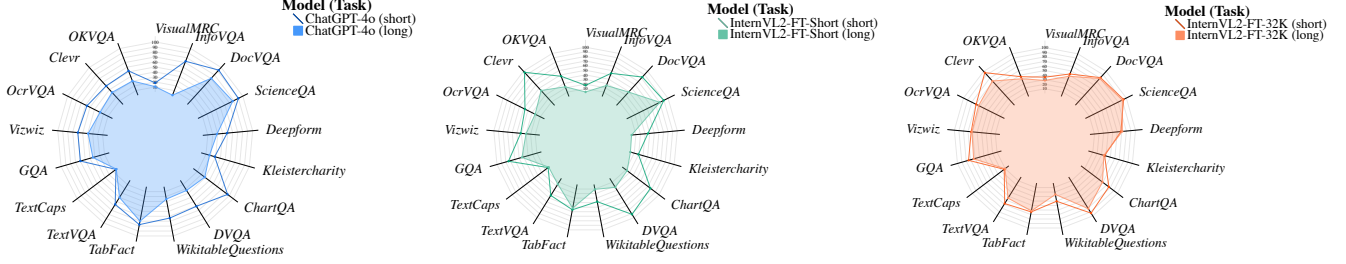 Model (Task)
ChatGPT-4o (short)
ChatGPT-4o (long)
VisualMRC
InfoVQA
DocVQA
ScienceQA
Deepform
Kleistercharity
ChartQA
DVQA
WikitableQuestions
TabFact
TextVQA
TextCaps
GQA
Vizwiz
OcrVQA
Clevr
OKVQA
Model (Task)
InternVL2-FT-Short (short)
InternVL2-FT-Short (long)
VisualMRC
InfoVQA
DocVQA
ScienceQA
Deepform
Kleistercharity
ChartQA
DVQA
WikitableQuestions
TabFact
TextVQA
TextCaps
GQA
Vizwiz
OcrVQA
Clevr
OKVQA
Model (Task)
InternVL2-FT-32K (short)
InternVL2-FT-32K (long)
VisualMRC
InfoVQA
DocVQA
ScienceQA
Deepform
Kleistercharity
ChartQA
DVQA
WikitableQuestions
TabFact
TextVQA
TextCaps
GQA
Vizwiz
OcrVQA
Clevr
OKVQA